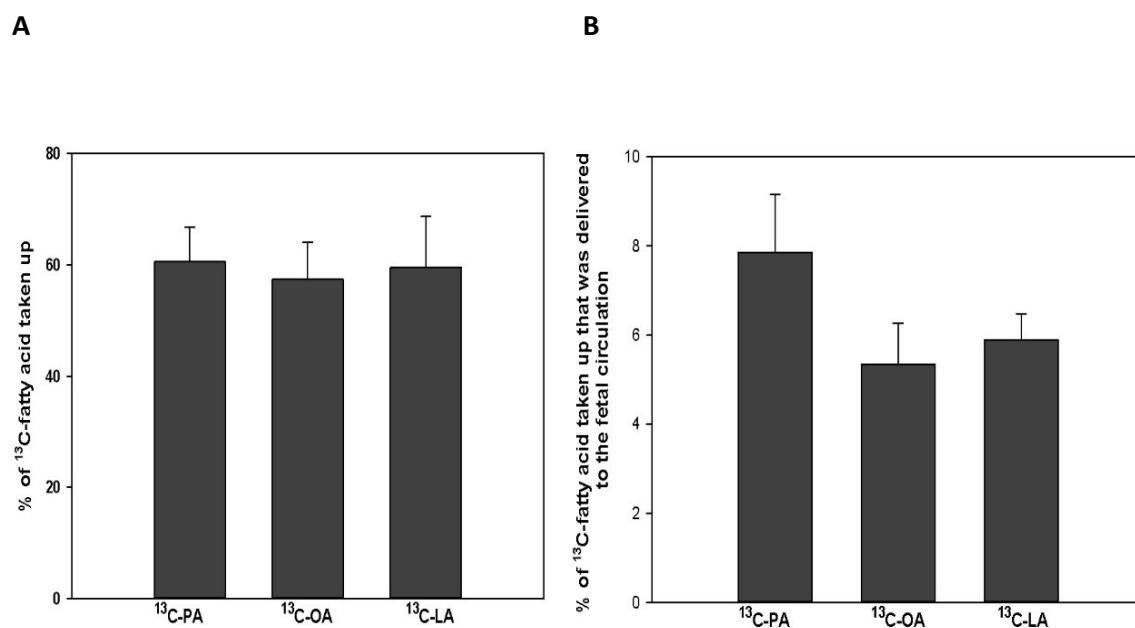 A
B
% of ¹³C-fatty acid taken up
80
60
40
20
0
¹³C-PA
¹³C-OA
¹³C-LA
% of ¹³C-fatty acid taken up that was delivered
to the fetal circulation
10
8
6
4
2
0
¹³C-PA
¹³C-OA
¹³C-LA